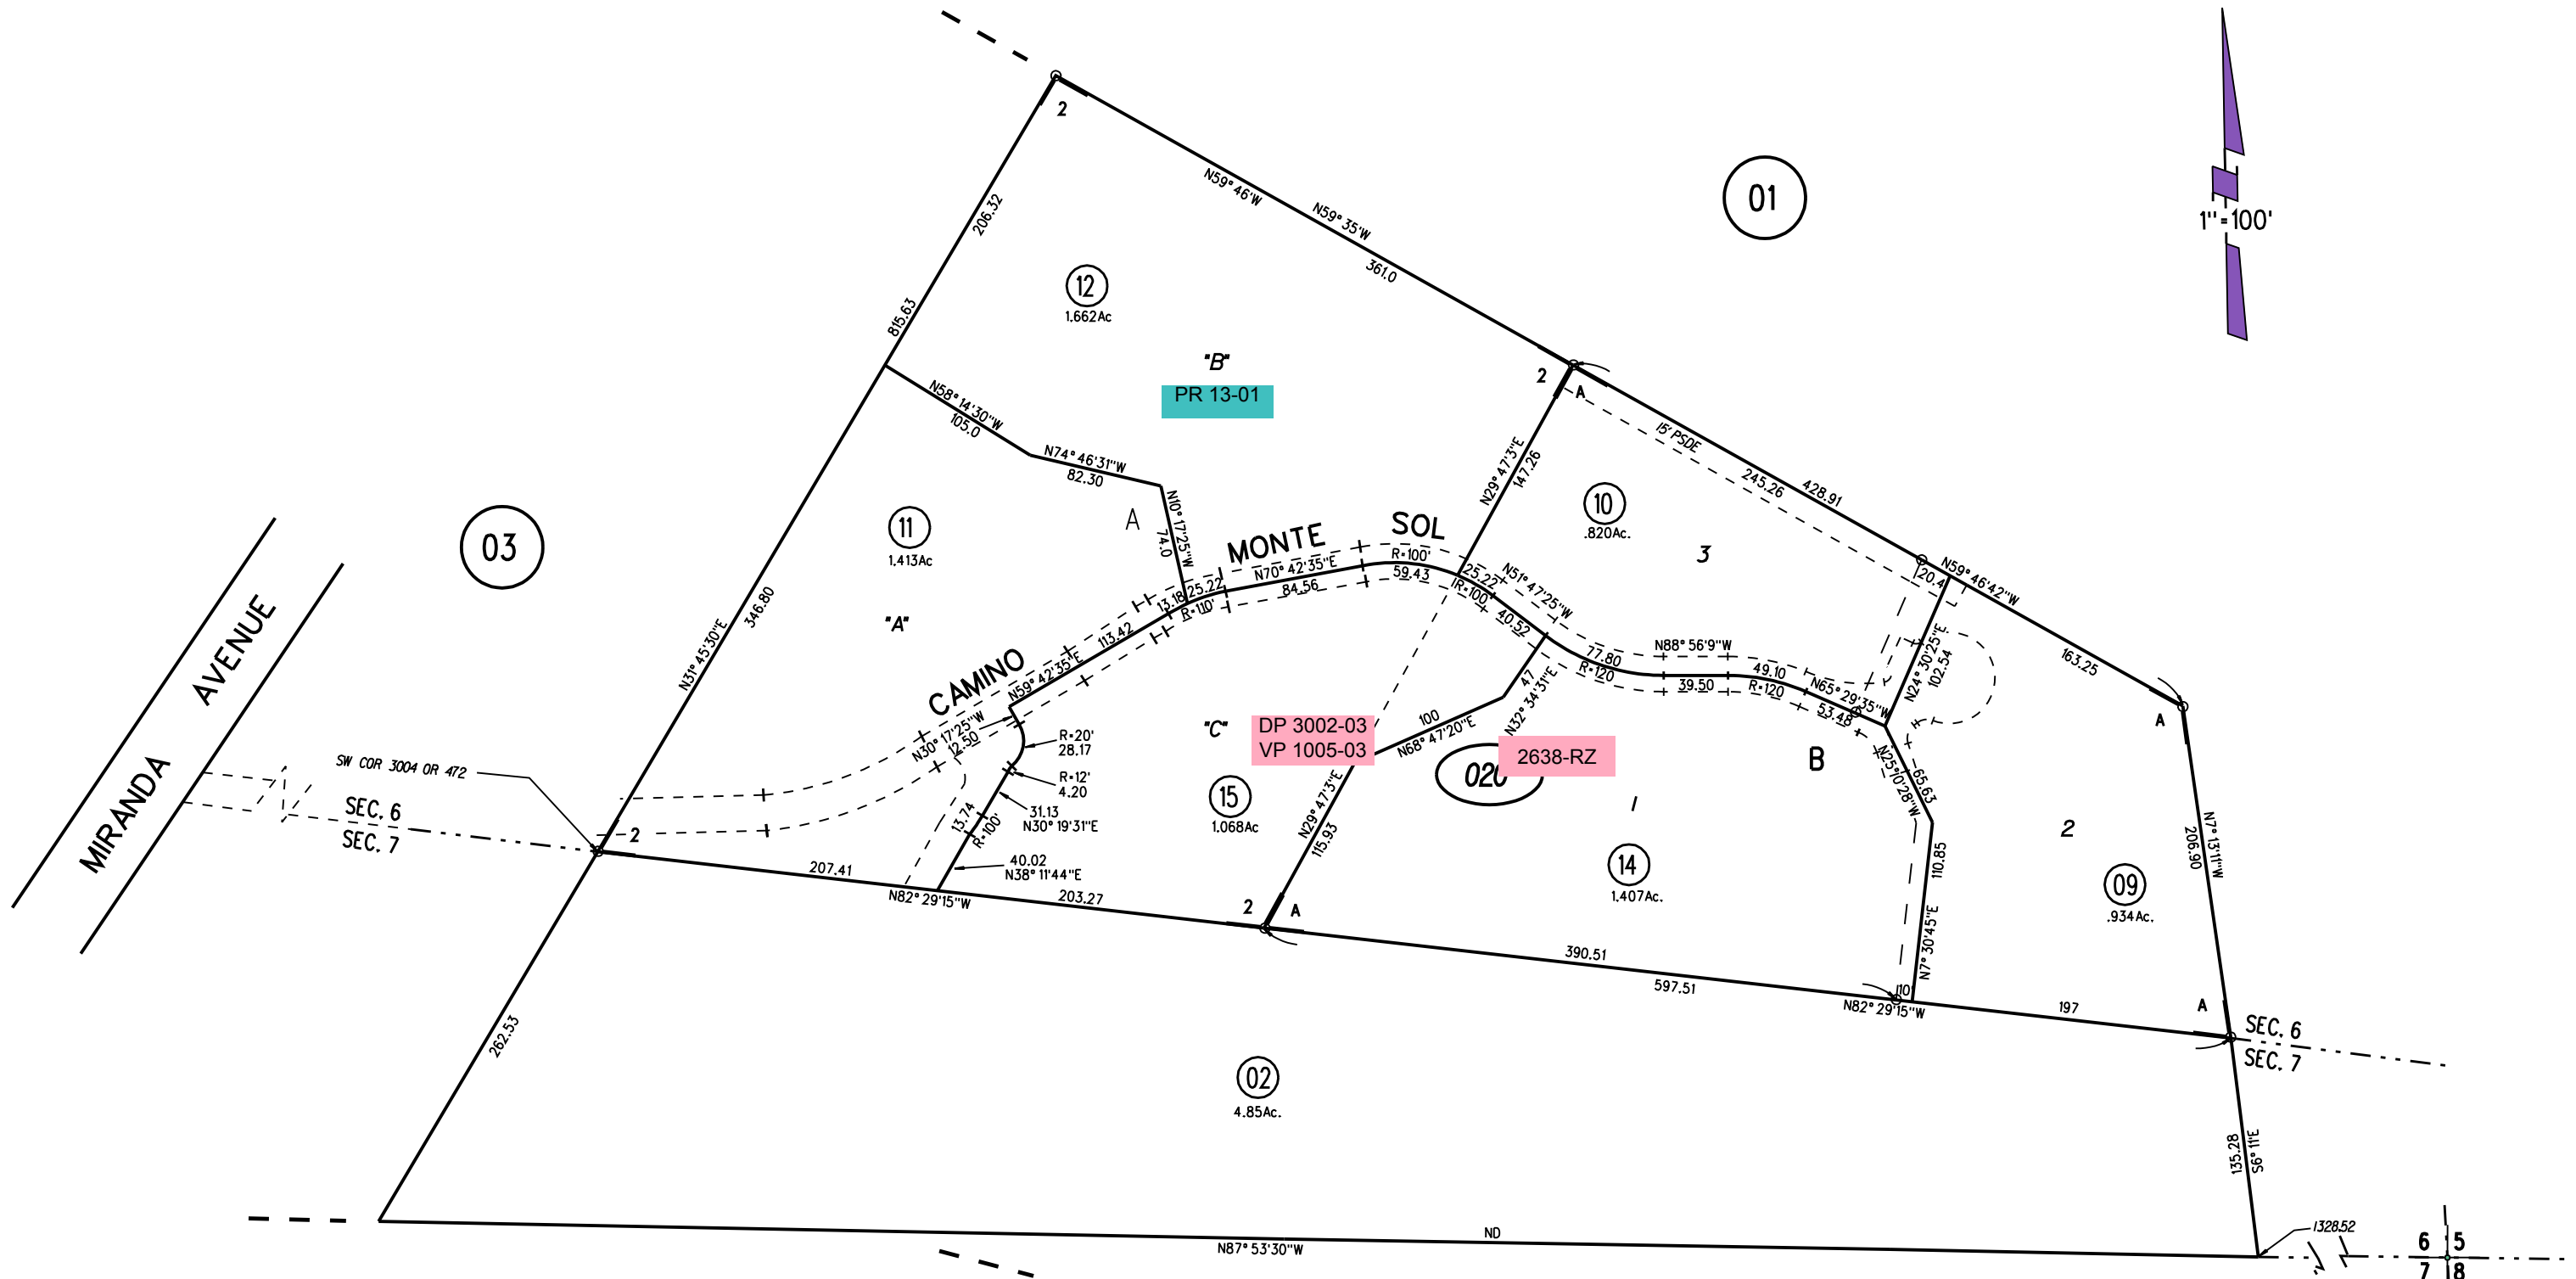 2
01
1"=100'
N59°46'W
N59°35'W
361.0
206.32
12
1.662Ac
815.63
"B"
PR 13-01
2
A
15' PSDE
N58°14'30"W
105.0
N74°46'31"W
82.30
N29°47'3"E
147.26
245.26
428.91
10
.820Ac.
3
N10°17'25"W
74.0
A
11
1.413Ac
03
MONTE
SOL
R=100'
59.43
N70°42'35"E
84.56
25.22
R=110'
13.18
25.22
R=100'
N51°47'25"W
40.52
20.4
N59°46'42"W
163.25
"A"
346.80
N31°45'30"E
113.42
N59°42'35"E
CAMINO
77.80
R=120
N88°56'9"W
39.50
49.10
R=120
N65°29'35"W
53.48
N24°30'25"E
102.54
MIRANDA
AVENUE
47
N32°34'31"E
100
N68°47'20"E
N30°17'25"W
12.50
"C"
DP 3002-03
VP 1005-03
2638-RZ
020
B
A
R=20'
28.17
R=12'
4.20
31.13
N30°19'31"E
13.74
R=100'
40.02
N38°11'44"E
SW COR 3004 OR 472
SEC. 6
SEC. 7
2
15
1.068Ac
N29°47'3"E
115.93
1
14
1.407Ac.
N25°0'28"W
65.63
110.85
N7°30'45"E
2
09
.934Ac.
N7°13'11"W
206.90
207.41
N82°29'15"W
203.27
2
A
390.51
597.51
10'
N82°29'15"W
197
A
SEC. 6
SEC. 7
262.53
02
4.85Ac.
135.28
S6°11'E
ND
N87°53'30"W
1328.52
6 5
7 8